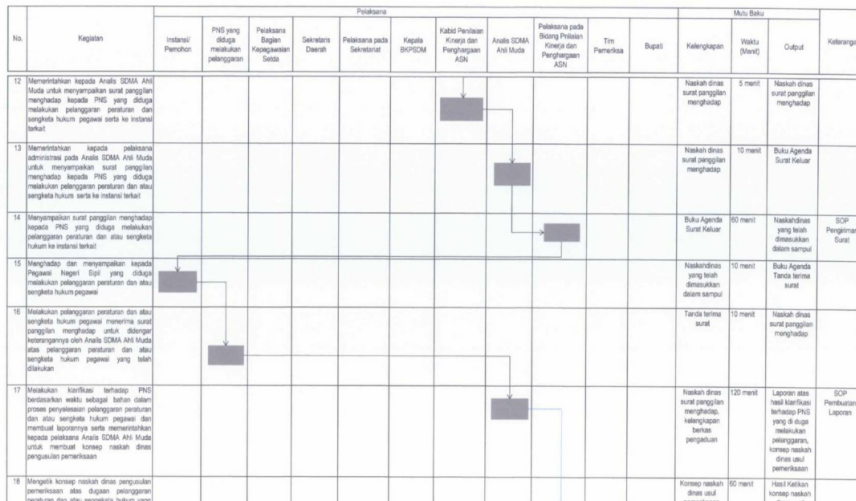 Pelaksana
Mutu Baku
No.
Kegiatan
Instansi/
Pemohon
PNS yang
diduga
melakukan
pelanggaran
Pelaksana
Bagian
Kepegawaian
Setda
Sekretaris
Daerah
Pelaksana pada
Sekretariat
Kepala
BKPSDM
Kabid Penilaian
Kinerja dan
Penghargaan
ASN
Analis SDMA
Ahli Muda
Pelaksana pada
Bidang Pnilaian
Kinerja dan
Penghargaan
ASN
Tim
Pemeriksa
Bupati
Kelengkapan
Waktu
(Menit)
Output
Keterangan
12
Memerintahkan kepada Analis SDMA Ahli
Muda untuk menyampaikan surat panggilan
menghadap kepada PNS yang diduga
melakukan pelanggaran peraturan dan
sengketa hukum pegawai serta ke instansi
terkait
Naskah dinas
surat panggilan
menghadap
5 menit
Naskah dinas
surat panggilan
menghadap
13
Memerintahkan kepada pelaksana
administrasi pada Analis SDMA Ahli Muda
untuk menyampaikan surat panggilan
menghadap kepada PNS yang diduga
melakukan pelanggaran peraturan dan atau
sengketa hukum serta ke instansi terkait
Naskah dinas
surat panggilan
menghadap
10 menit
Buku Agenda
Surat Keluar
14
Menyampaikan surat panggilan menghadap
kepada PNS yang diduga melakukan
pelanggaran peraturan dan atau sengketa
hukum ke instansi terkait
Buku Agenda
Surat Keluar
60 menit
Naskahdinas
yang telah
dimasukkan
dalam sampul
SOP
Pengiriman
Surat
15
Menghadap dan menyampaikan kepada
Pegawai Negeri Sipil yang diduga
melakukan pelanggaran peraturan dan atau
sengketa hukum pegawai
Naskahdinas
yang telah
dimasukkan
dalam sampul
10 menit
Buku Agenda
Tanda terima
surat
16
Melakukan pelanggaran peraturan dan atau
sengketa hukum pegawai menerima surat
panggilan menghadap untuk didengar
keterangannya oleh Analis SDMA Ahli Muda
atas pelanggaran peraturan dan atau
sengketa hukum pegawai yang telah
dilakukan
Tanda terima
surat
10 menit
Naskah dinas
surat panggilan
menghadap
17
Melakukan klarifikasi terhadap PNS
berdasarkan waktu sebagai bahan dalam
proses penyelesaian pelanggaran peraturan
dan atau sengketa hukum pegawai dan
membuat laporannya serta memerintahkan
kepada pelaksana Analis SDMA Ahli Muda
untuk membuat konsep naskah dinas
pengusulan pemeriksaan
Naskah dinas
surat panggilan
menghadap,
kelengkapan
berkas
pengaduan
120 menit
Laporan atas
hasil klarifikasi
terhadap PNS
yang di duga
melakukan
pelanggaran,
konsep naskah
dinas usul
pemeriksaan
SOP
Pembuatan
Laporan
18
Mengetik konsep naskah dinas pengusulan
pemeriksaan atas dugaan pelanggaran
peraturan dan atau sengketa hukum yang
Konsep naskah
dinas usul
60 menit
Hasil Ketikan
konsep naskah